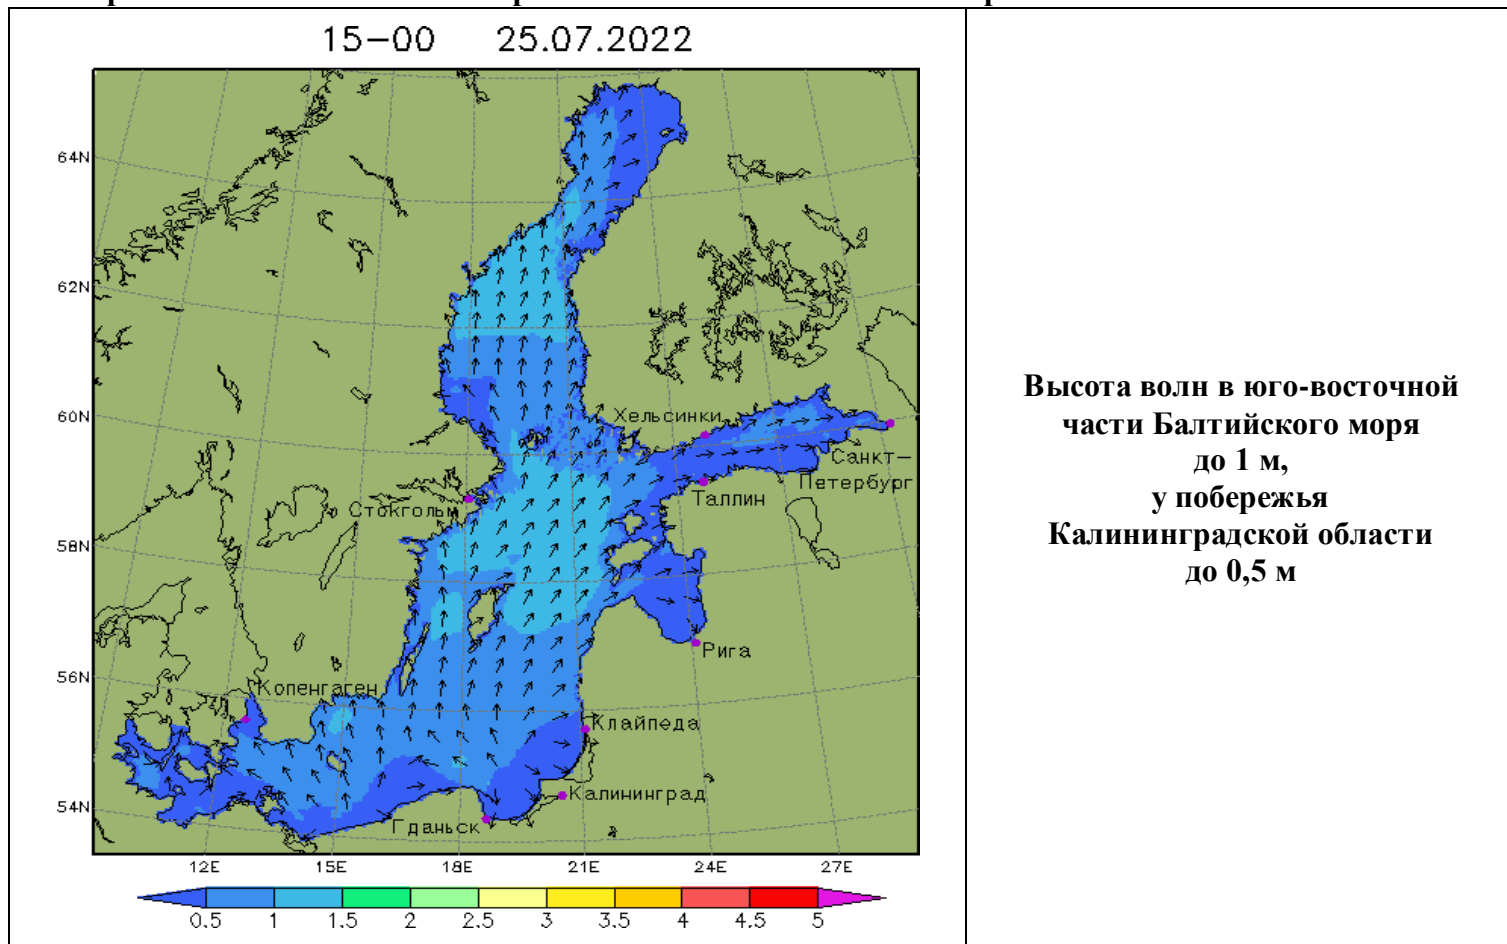 15-00 25.07.2022
64N
62N
60N
58N
56N
54N
Хельсинки
Санкт-
Петербург
Таллин
Стокгольм
Рига
Копенгаген
Клайпеда
Калининград
Гданьск
12E 15E 18E 21E 24E 27E
0.5 1 1.5 2 2.5 3 3.5 4 4.5 5
Высота волн в юго-восточной
части Балтийского моря
до 1 м,
у побережья
Калининградской области
до 0,5 м